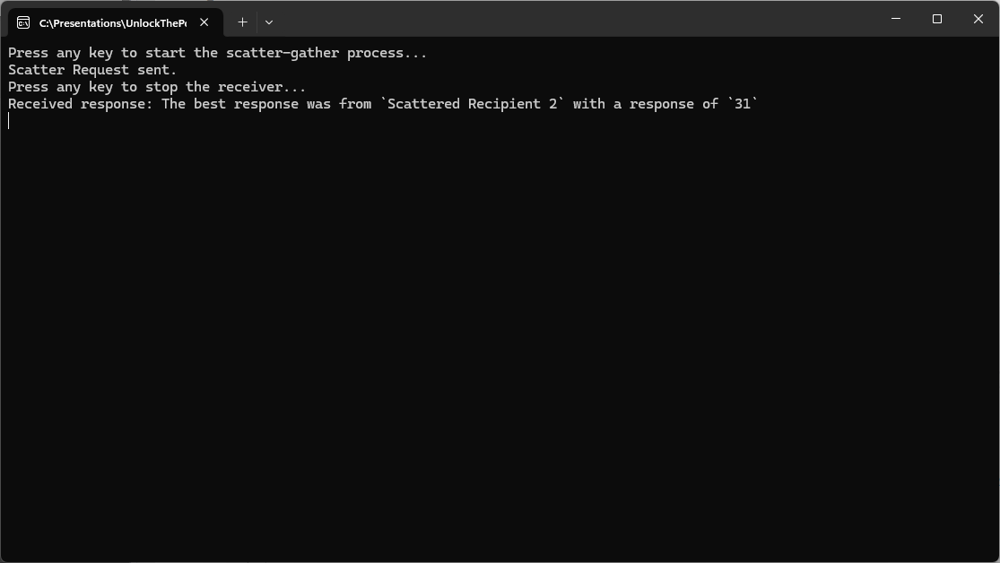 C:\Presentations\UnlockThePo
Press any key to start the scatter-gather process...
Scatter Request sent.
Press any key to stop the receiver...
Received response: The best response was from `Scattered Recipient 2` with a response of `31`